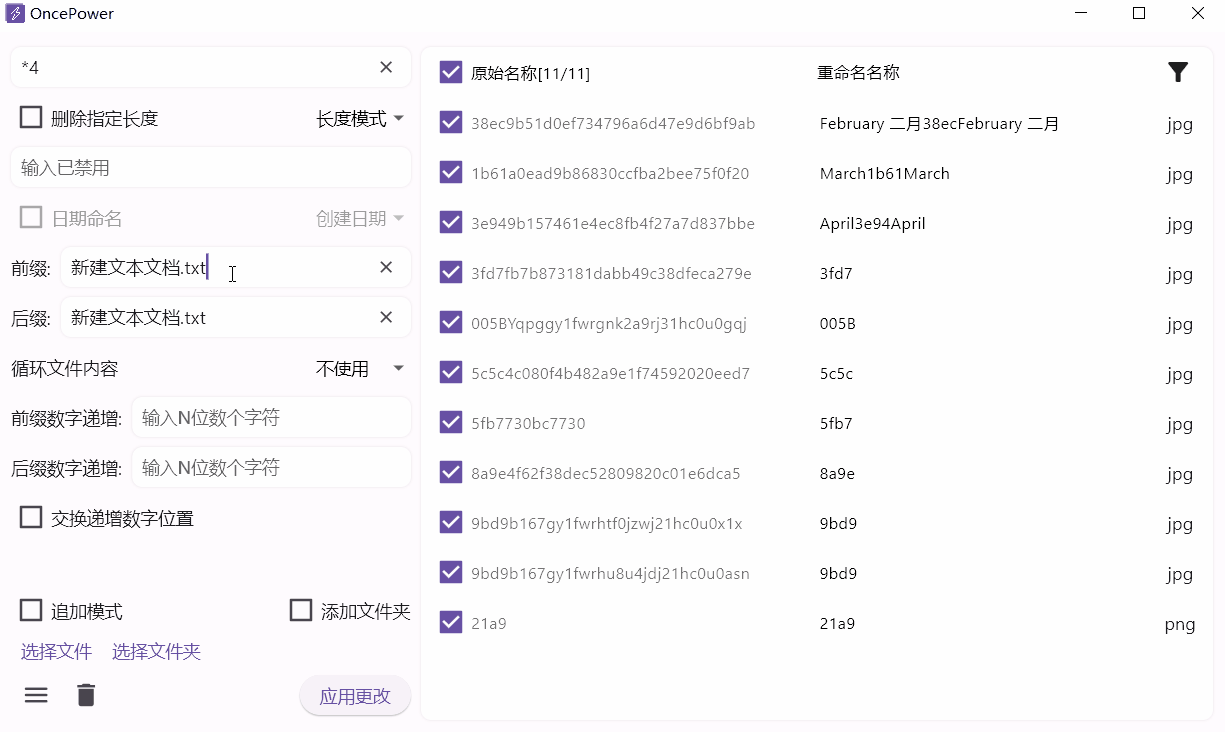 OncePower
*4
删除指定长度 长度模式
输入已禁用
日期命名 创建日期
前缀: 新建文本文档.txt
后缀: 新建文本文档.txt
循环文件内容 不使用
前缀数字递增: 输入N位数个字符
后缀数字递增: 输入N位数个字符
交换递增数字位置
追加模式 添加文件夹
选择文件 选择文件夹
应用更改
原始名称[11/11] 重命名名称
38ec9b51d0ef734796a6d47e9d6bf9ab February 二月38ecFebruary 二月 jpg
1b61a0ead9b86830ccfba2bee75f0f20 March1b61March jpg
3e949b157461e4ec8fb4f27a7d837bbe April3e94April jpg
3fd7fb7b873181dabb49c38dfeca279e 3fd7 jpg
005BYqpggy1fwrgnk2a9rj31hc0u0gqj 005B jpg
5c5c4c080f4b482a9e1f74592020eed7 5c5c jpg
5fb7730bc7730 5fb7 jpg
8a9e4f62f38dec52809820c01e6dca5 8a9e jpg
9bd9b167gy1fwrhtf0jzwj21hc0u0x1x 9bd9 jpg
9bd9b167gy1fwrhu8u4jdj21hc0u0asn 9bd9 jpg
21a9 21a9 png